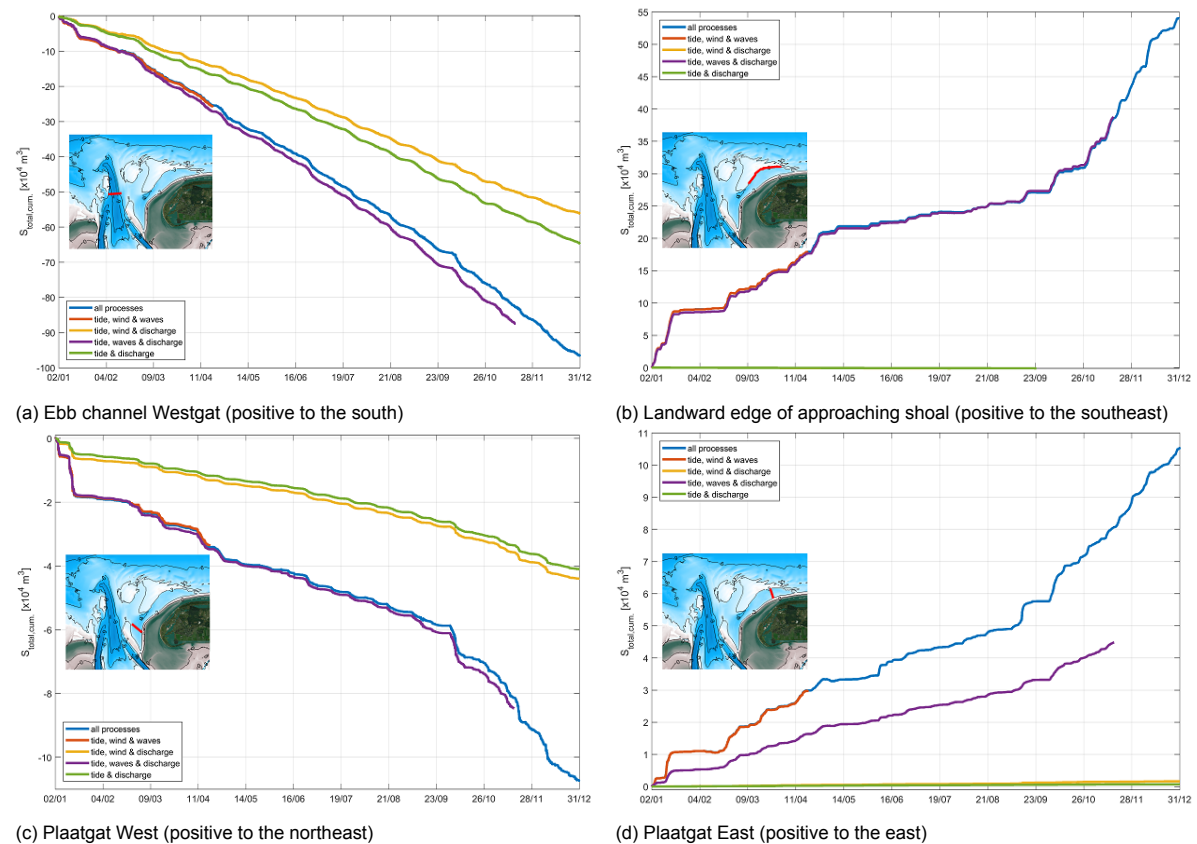 0
-10
-20
-30
-40
-50
-60
-70
-80
-90
-100
S_total,cum. [x10^4 m^3]
all processes
tide, wind & waves
tide, wind & discharge
tide, waves & discharge
tide & discharge
02/01 04/02 09/03 11/04 14/05 16/06 19/07 21/08 23/09 26/10 28/11 31/12
(a) Ebb channel Westgat (positive to the south)
55
50
45
40
35
30
25
20
15
10
5
0
S_total,cum. [x10^4 m^3]
all processes
tide, wind & waves
tide, wind & discharge
tide, waves & discharge
tide & discharge
02/01 04/02 09/03 11/04 14/05 16/06 19/07 21/08 23/09 26/10 28/11 31/12
(b) Landward edge of approaching shoal (positive to the southeast)
0
-2
-4
-6
-8
-10
S_total,cum. [x10^4 m^3]
all processes
tide, wind & waves
tide, wind & discharge
tide, waves & discharge
tide & discharge
02/01 04/02 09/03 11/04 14/05 16/06 19/07 21/08 23/09 26/10 28/11 31/12
(c) Plaatgat West (positive to the northeast)
11
10
9
8
7
6
5
4
3
2
1
0
S_total,cum. [x10^4 m^3]
all processes
tide, wind & waves
tide, wind & discharge
tide, waves & discharge
tide & discharge
02/01 04/02 09/03 11/04 14/05 16/06 19/07 21/08 23/09 26/10 28/11 31/12
(d) Plaatgat East (positive to the east)